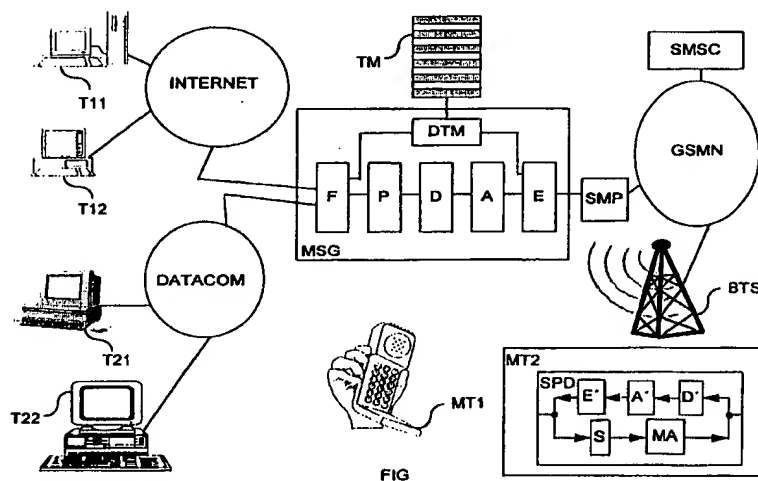 T11
INTERNET
TM
SMSC
DTM
GSMN
T12
F
P
D
A
E
SMP
MSG
DATACOM
BTS
T21
MT2
SPD
E´
A´
D´
T22
MT1
S
MA
FIG